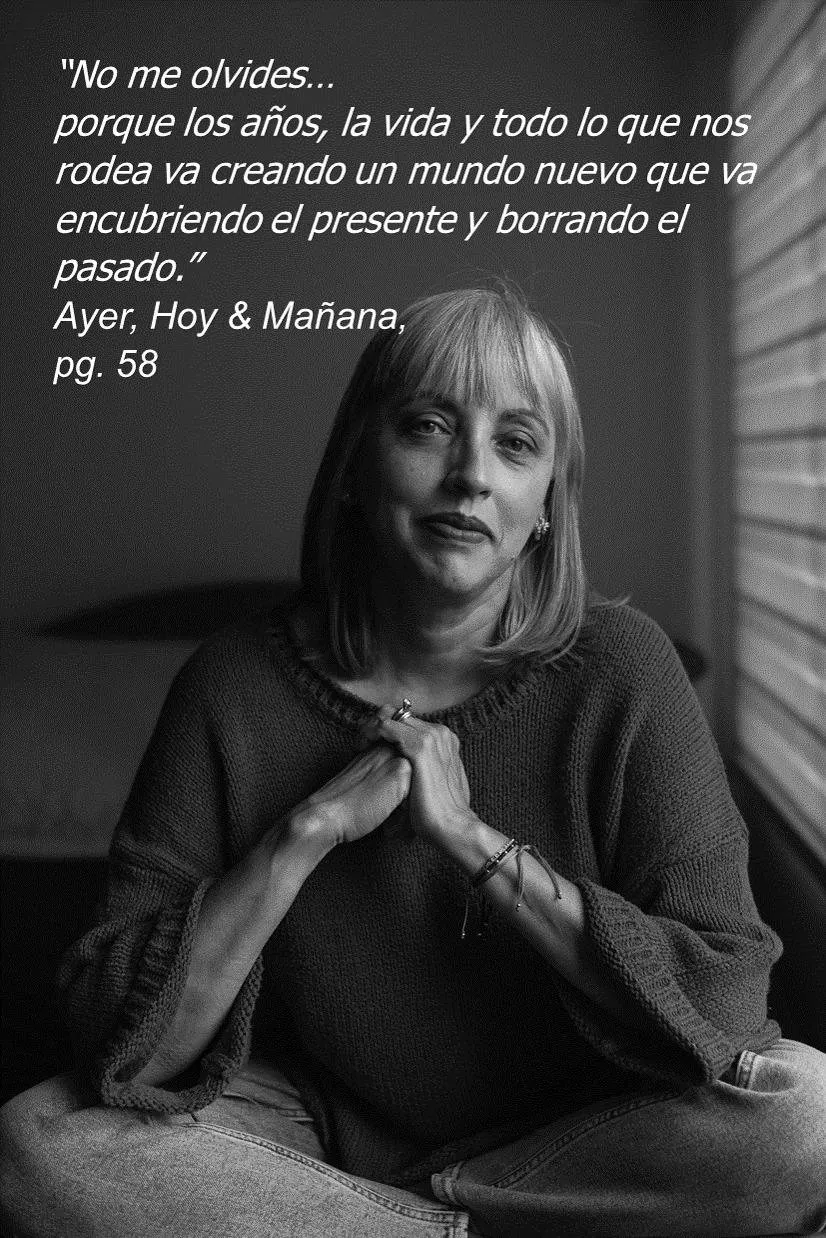 “No me olvides...
porque los años, la vida y todo lo que nos
rodea va creando un mundo nuevo que va
encubriendo el presente y borrando el
pasado.”
Ayer, Hoy & Mañana,
pg. 58